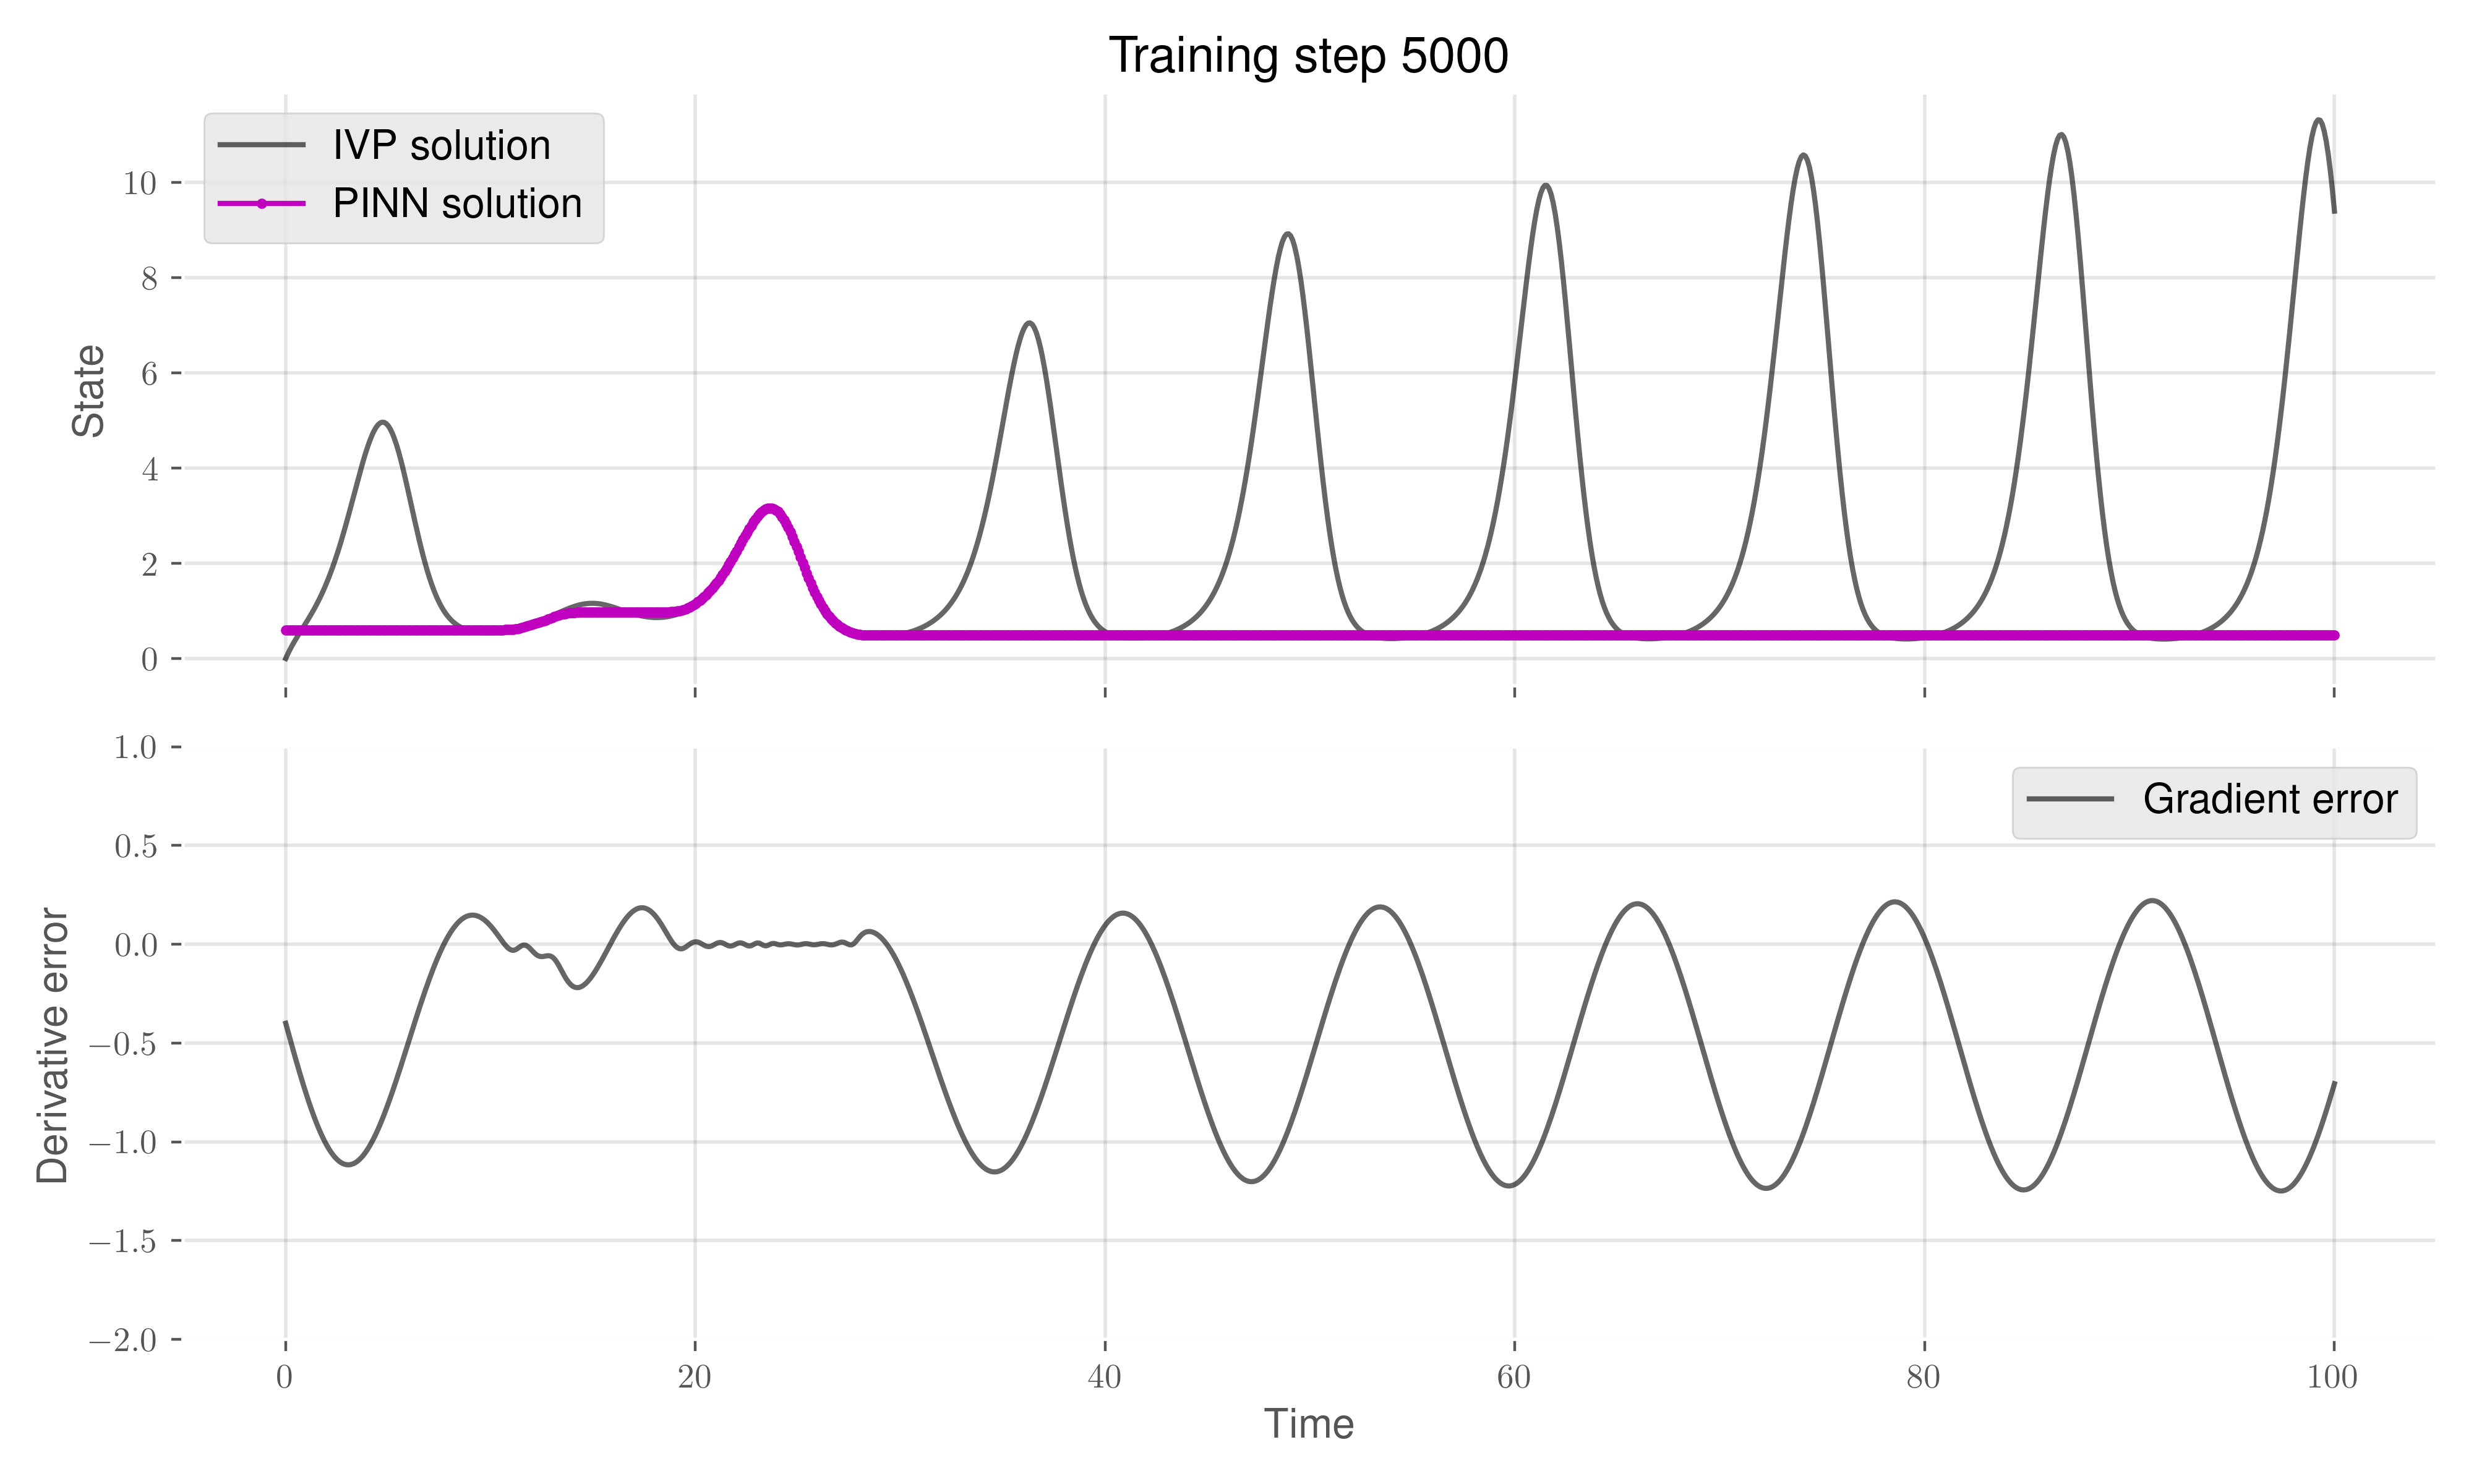 Training step 5000
IVP solution
PINN solution
10
8
6
4
2
0
State
1.0
0.5
0.0
−0.5
−1.0
−1.5
−2.0
Derivative error
Gradient error
0 20 40 60 80 100
Time